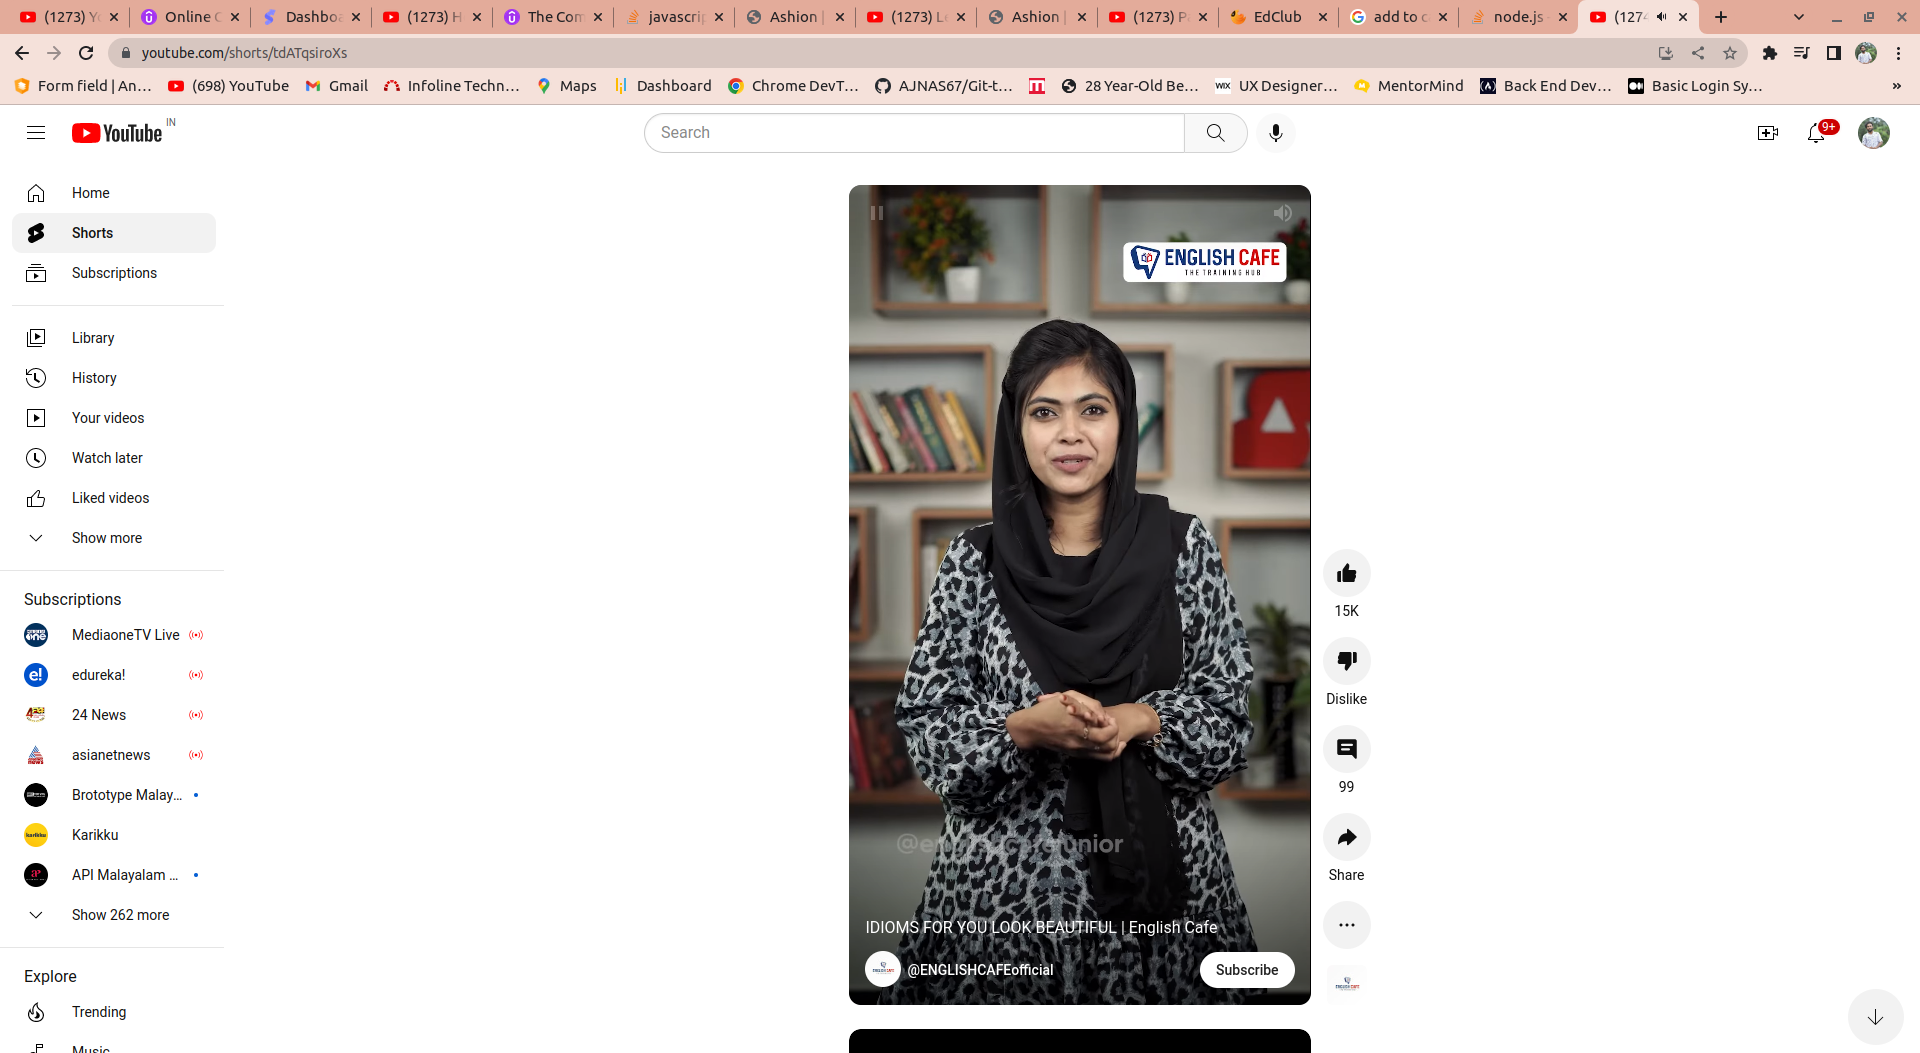 (1273) Y
Online C
Dashboa
(1273) H
The Com
javascrip
Ashion |
(1273) L
Ashion |
(1273) P
EdClub
add to c
node.js
(127
youtube.com/shorts/tdATqsiroXs
Form field | An...
(698) YouTube
Gmail
Infoline Techn...
Maps
Dashboard
Chrome DevT...
AJNAS67/Git-t...
28 Year-Old Be...
WIX
UX Designer...
MentorMind
Back End Dev...
Basic Login Sy...
»
YouTube
IN
Search
9+
Home
Shorts
Subscriptions
Library
History
Your videos
Watch later
Liked videos
Show more
Subscriptions
MediaoneTV Live
edureka!
24 News
asianetnews
Brototype Malay...
Karikku
API Malayalam ...
Show 262 more
Explore
Trending
Music
ENGLISH CAFE
THE TRAINING HUB
@englishcafejunior
IDIOMS FOR YOU LOOK BEAUTIFUL | English Cafe
@ENGLISHCAFEofficial
Subscribe
15K
Dislike
99
Share